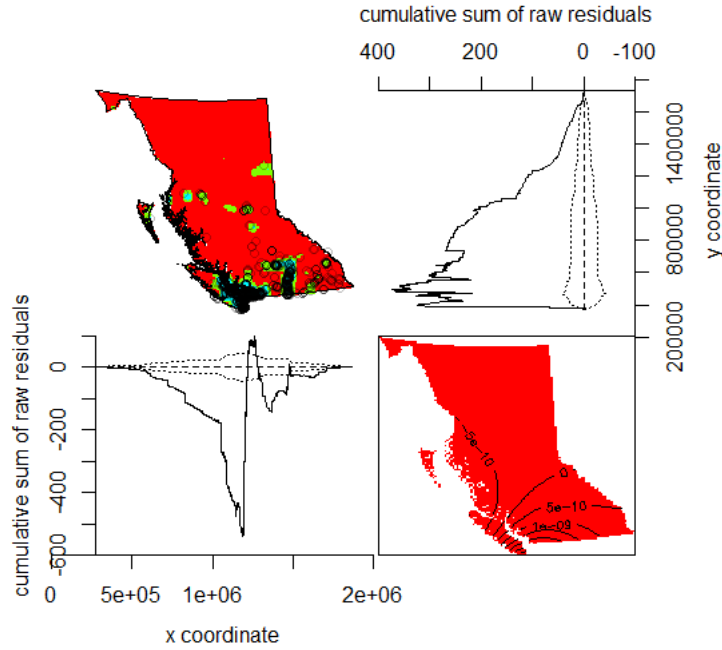 cumulative sum of raw residuals
400 200 0 -100
200000 800000 1400000
y coordinate
cumulative sum of raw residuals
-600 -400 -200 0
0 5e+05 1e+06 2e+06
x coordinate
-5e-10
0
5e-10
1e-09